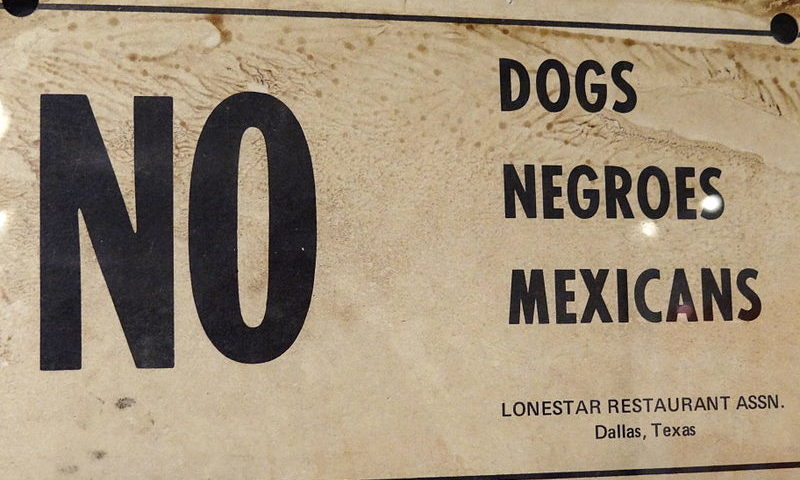 NO
DOGS
NEGROES
MEXICANS
LONESTAR RESTAURANT ASSN.
Dallas, Texas